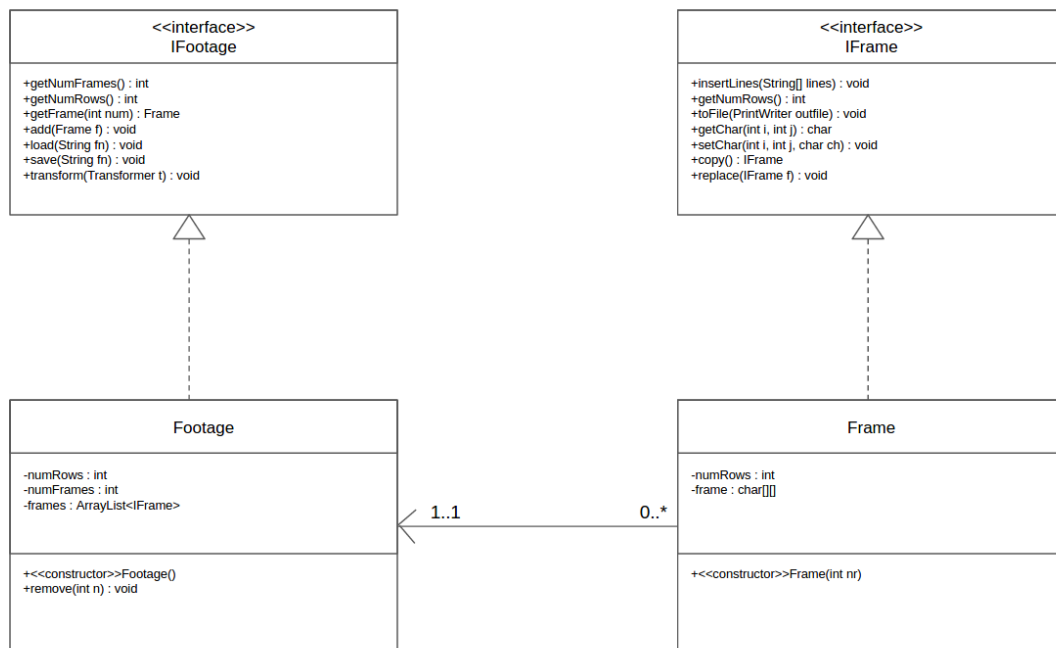 <<interface>>
IFootage
+getNumFrames() : int
+getNumRows() : int
+getFrame(int num) : Frame
+add(Frame f) : void
+load(String fn) : void
+save(String fn) : void
+transform(Transformer t) : void
<<interface>>
IFrame
+insertLines(String[] lines) : void
+getNumRows() : int
+toFile(PrintWriter outfile) : void
+getChar(int i, int j) : char
+setChar(int i, int j, char ch) : void
+copy() : IFrame
+replace(IFrame f) : void
Footage
-numRows : int
-numFrames : int
-frames : ArrayList<IFrame>
+<<constructor>>Footage()
+remove(int n) : void
1..1
0..*
Frame
-numRows : int
-frame : char[][]
+<<constructor>>Frame(int nr)